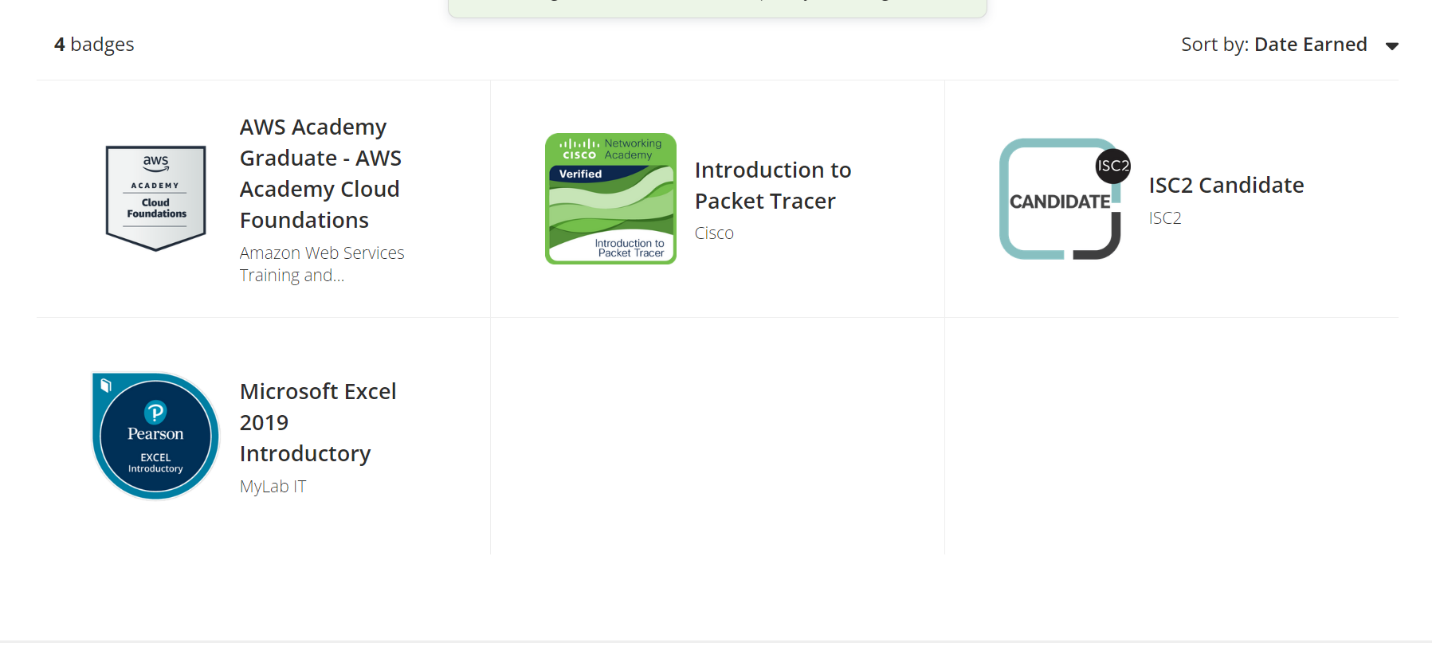 4 badges
Sort by: Date Earned
aws
ACADEMY
Cloud
Foundations
AWS Academy
Graduate - AWS
Academy Cloud
Foundations
Amazon Web Services
Training and...
CISCO
Networking
Academy
Verified
Introduction to
Packet Tracer
Introduction to
Packet Tracer
Cisco
ISC2
CANDIDATE
ISC2 Candidate
ISC2
Pearson
EXCEL
Introductory
Microsoft Excel
2019
Introductory
MyLab IT